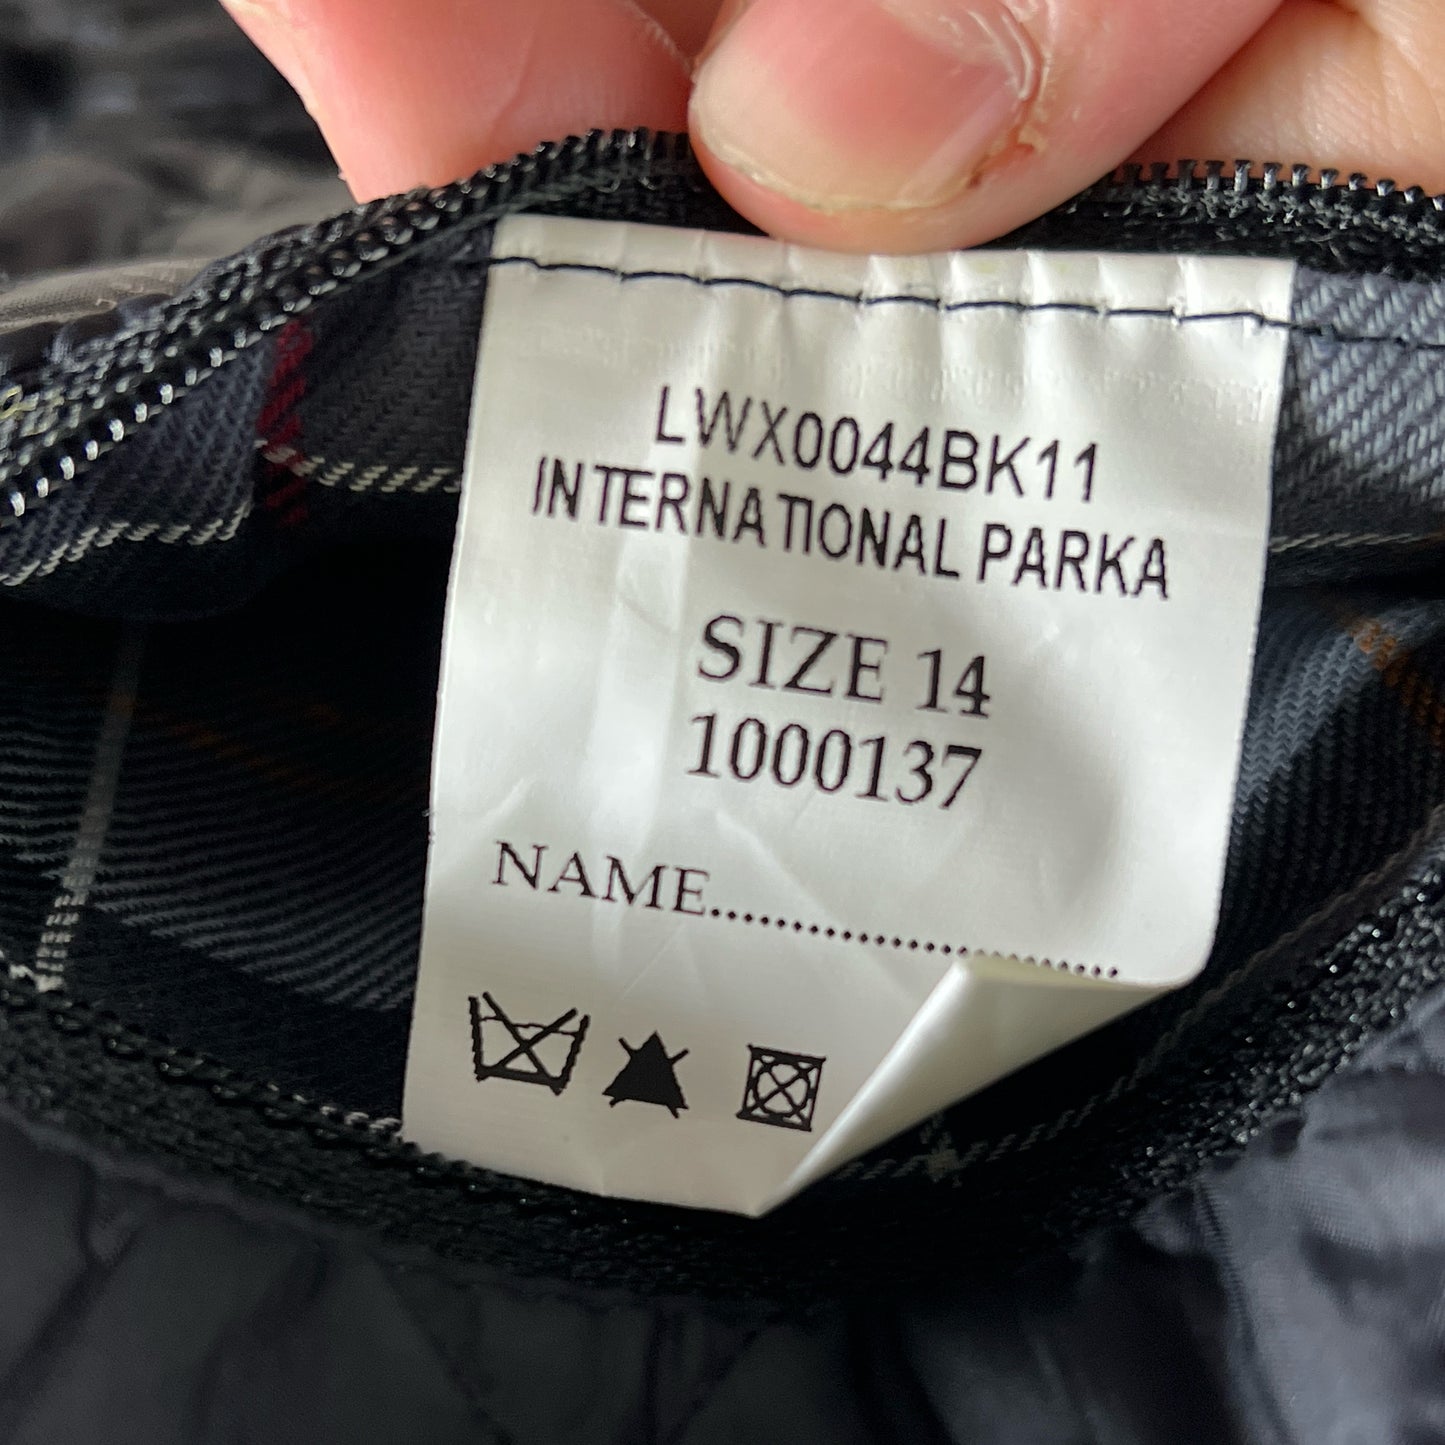 LWX0044BK11
INTERNATIONAL PARKA
SIZE 14
1000137
NAME..............................